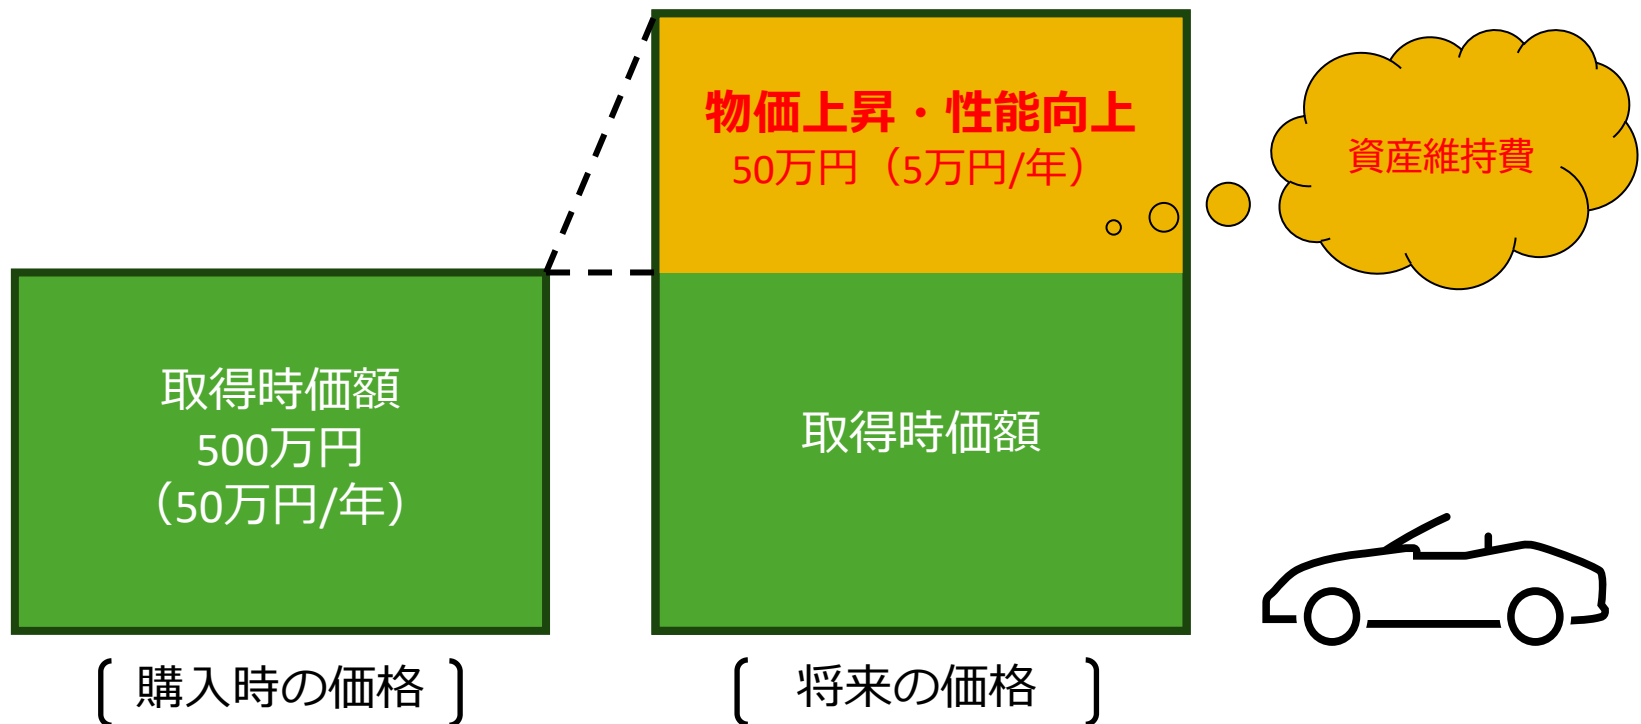 物価上昇・性能向上
50万円（5万円/年）
資産維持費
取得時価額
500万円
（50万円/年）
取得時価額
購入時の価格
将来の価格